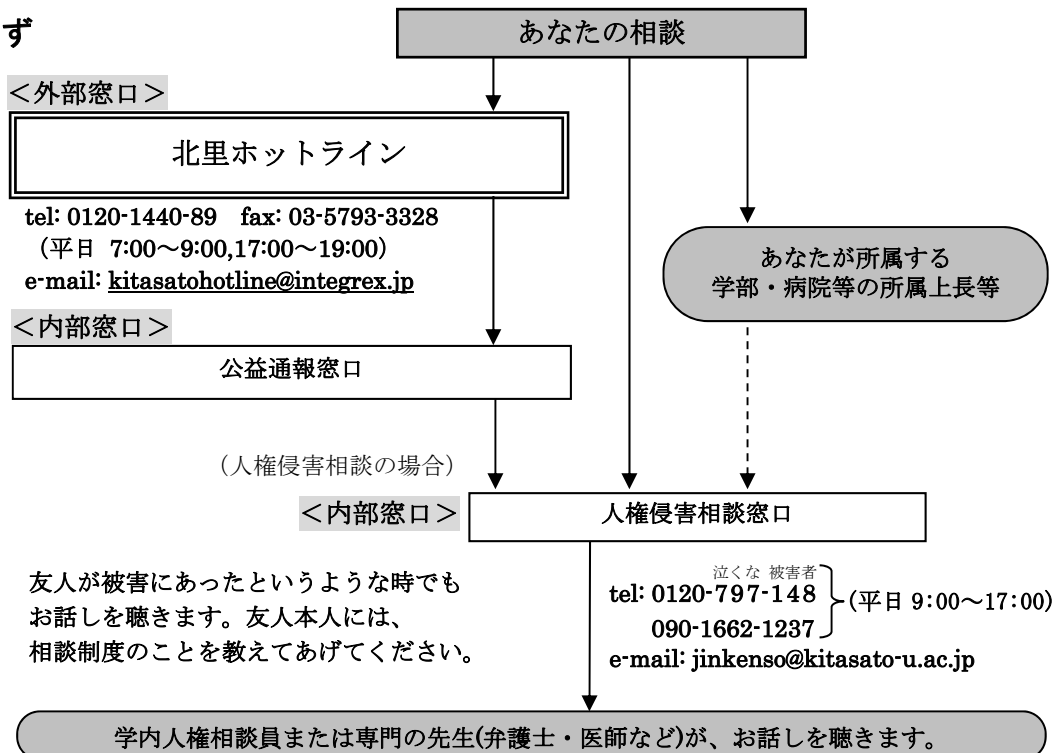 ず
あなたの相談
＜外部窓口＞
北里ホットライン
tel: 0120-1440-89　fax: 03-5793-3328
（平日 7:00～9:00,17:00～19:00）
e-mail: kitasatohotline@integrex.jp
あなたが所属する
学部・病院等の所属上長等
＜内部窓口＞
公益通報窓口
（人権侵害相談の場合）
＜内部窓口＞
人権侵害相談窓口
友人が被害にあったというような時でも
お話しを聴きます。友人本人には、
相談制度のことを教えてあげてください。
泣くな 被害者
tel: 0120-797-148
090-1662-1237
（平日 9:00～17:00）
e-mail: jinkenso@kitasato-u.ac.jp
学内人権相談員または専門の先生(弁護士・医師など)が、お話しを聴きます。